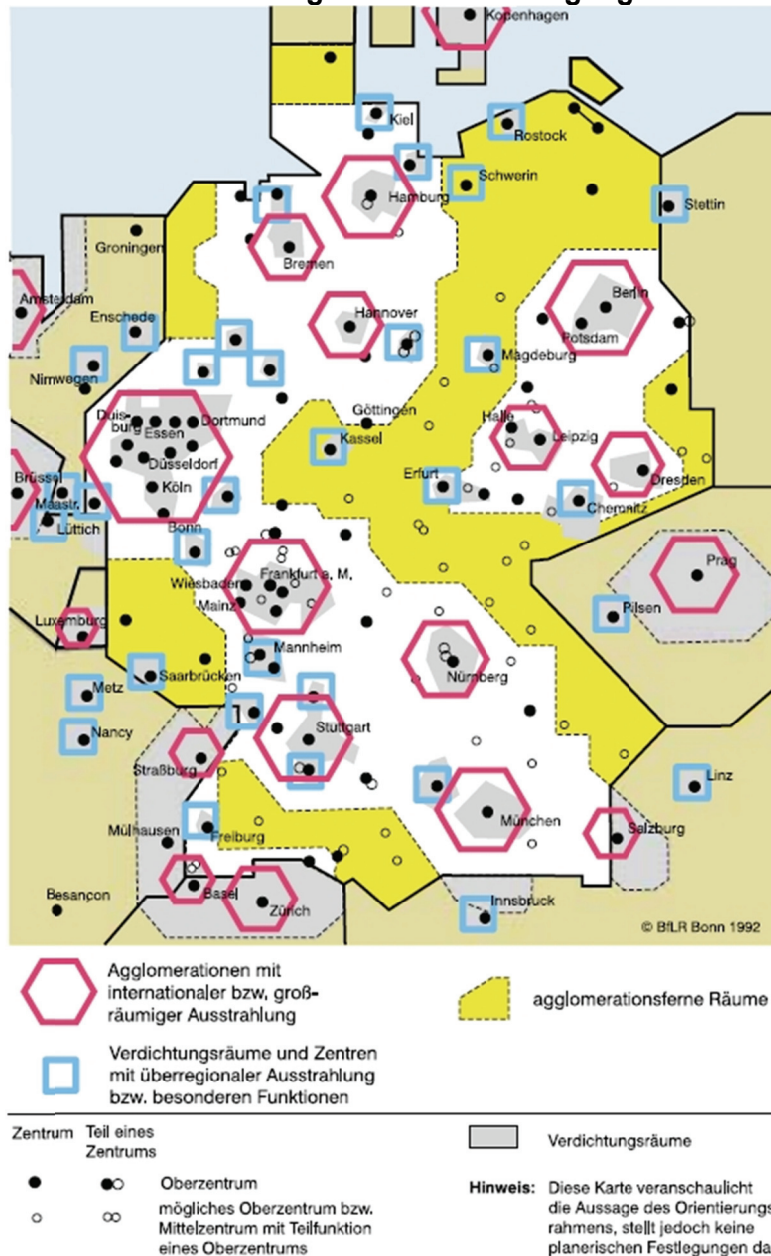 Kopenhagen
Kiel
Rostock
Schwerin
Hamburg
Stettin
Groningen
Bremen
Amsterdam
Berlin
Enschede
Hannover
Potsdam
Magdeburg
Nimwegen
Göttingen
Duis-
burg
Dortmund
Essen
Halle
Leipzig
Kassel
Düsseldorf
Brüssel
Köln
Erfurt
Dresden
Maastr.
Chemnitz
Lüttich
Bonn
Wiesbaden
Frankfurt a. M.
Prag
Mainz
Luxemburg
Pilsen
Mannheim
Saarbrücken
Nürnberg
Metz
1
Stuttgart
Nancy
Straßburg
Linz
München
Mülhausen
Freiburg
Salzburg
Besançon
Basel
Zürich
Innsbruck
© BfLR Bonn 1992
Agglomerationen mit
internationaler bzw. groß-
räumiger Ausstrahlung
agglomerationsferne Räume
Verdichtungsräume und Zentren
mit überregionaler Ausstrahlung
bzw. besonderen Funktionen
Zentrum Teil eines
Zentrums
Verdichtungsräume
Oberzentrum
mögliches Oberzentrum bzw.
Mittelzentrum mit Teilfunktion
eines Oberzentrums
Hinweis: Diese Karte veranschaulicht
die Aussage des Orientierungs
rahmens, stellt jedoch keine
planerischen Festlegungen da